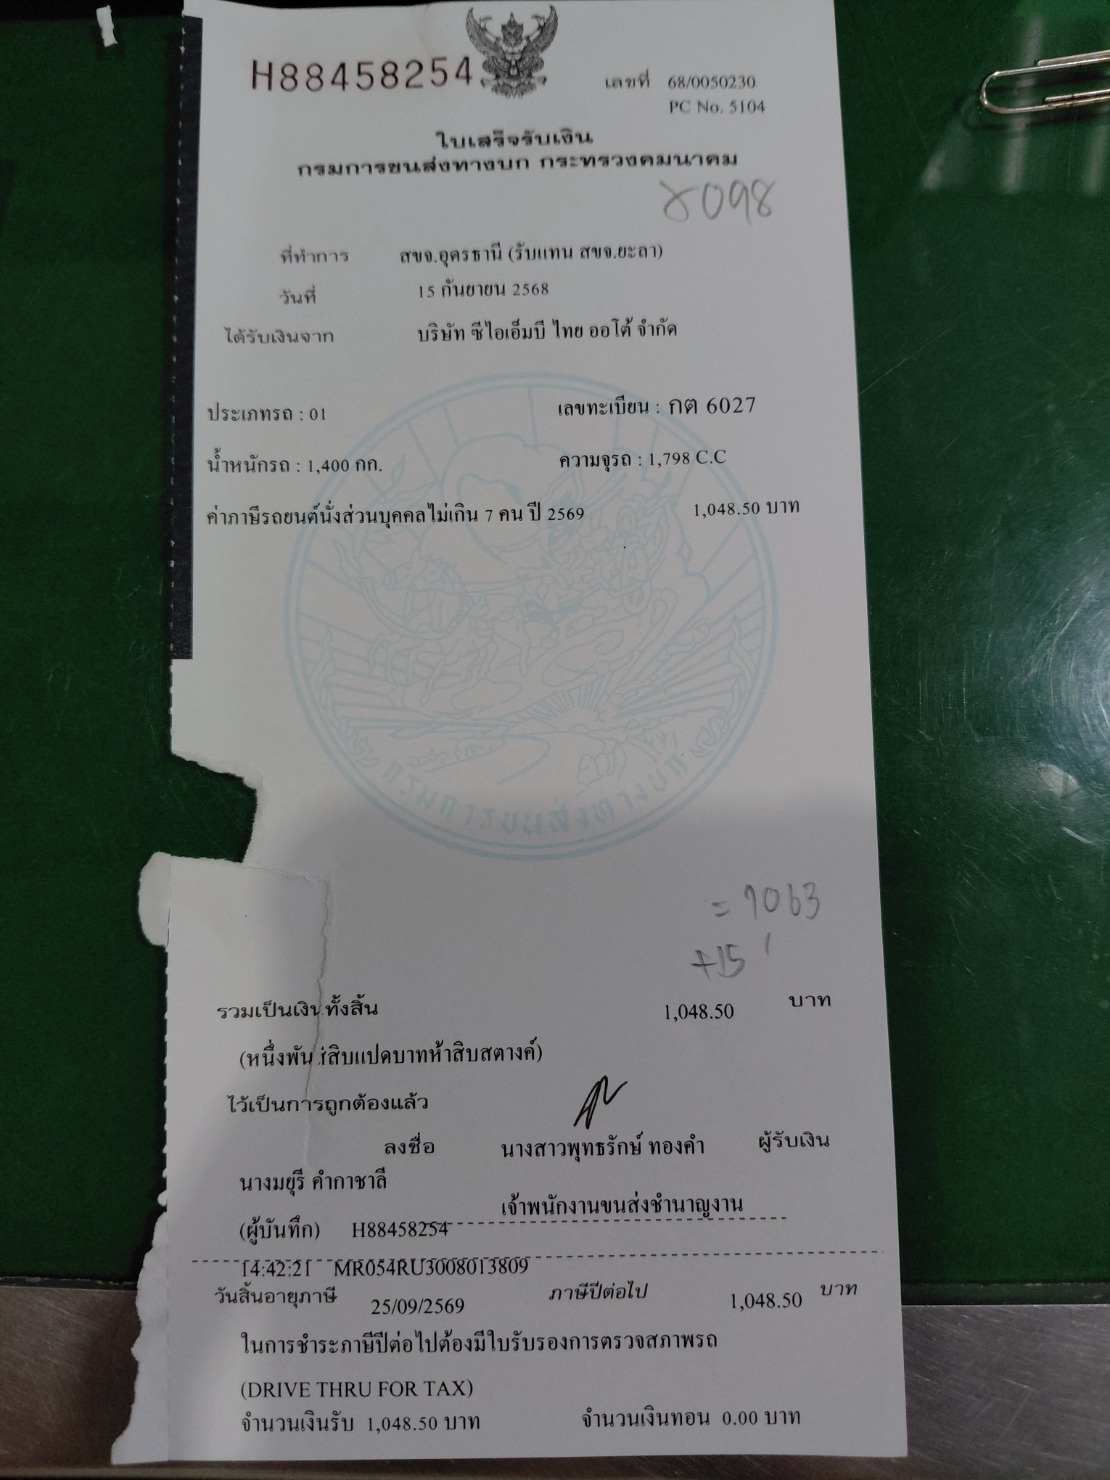 H88458254
เลขที่ 68/0050230
PC No. 5104
ใบเสร็จรับเงิน
กรมการขนส่งทางบก กระทรวงคมนาคม
8098
ที่ทำการ สขจ.อุดรธานี (รับแทน สขจ.ยะลา)
วันที่ 15 กันยายน 2568
ได้รับเงินจาก บริษัท ซีไอเอ็มบี ไทย ออโต้ จำกัด
ประเภทรถ : 01 เลขทะเบียน : กต 6027
น้ำหนักรถ : 1,400 กก. ความจุรถ : 1,798 C.C
ค่าภาษีรถยนต์นั่งส่วนบุคคลไม่เกิน 7 คน ปี 2569 1,048.50 บาท
กรมการขนส่งทางบก
= 1063
+15
รวมเป็นเงินทั้งสิ้น 1,048.50 บาท
(หนึ่งพันสี่สิบแปดบาทห้าสิบสตางค์)
ไว้เป็นการถูกต้องแล้ว
ลงชื่อ นางสาวพุทธรักษ์ ทองคำ ผู้รับเงิน
นางมยุรี คำกาชาลี
เจ้าพนักงานขนส่งชำนาญงาน
(ผู้บันทึก) H88458254
14:42:21 MR054RU3008013809
วันสิ้นอายุภาษี 25/09/2569 ภาษีปีต่อไป 1,048.50 บาท
ในการชำระภาษีปีต่อไปต้องมีใบรับรองการตรวจสภาพรถ
(DRIVE THRU FOR TAX)
จำนวนเงินรับ 1,048.50 บาท จำนวนเงินทอน 0.00 บาท